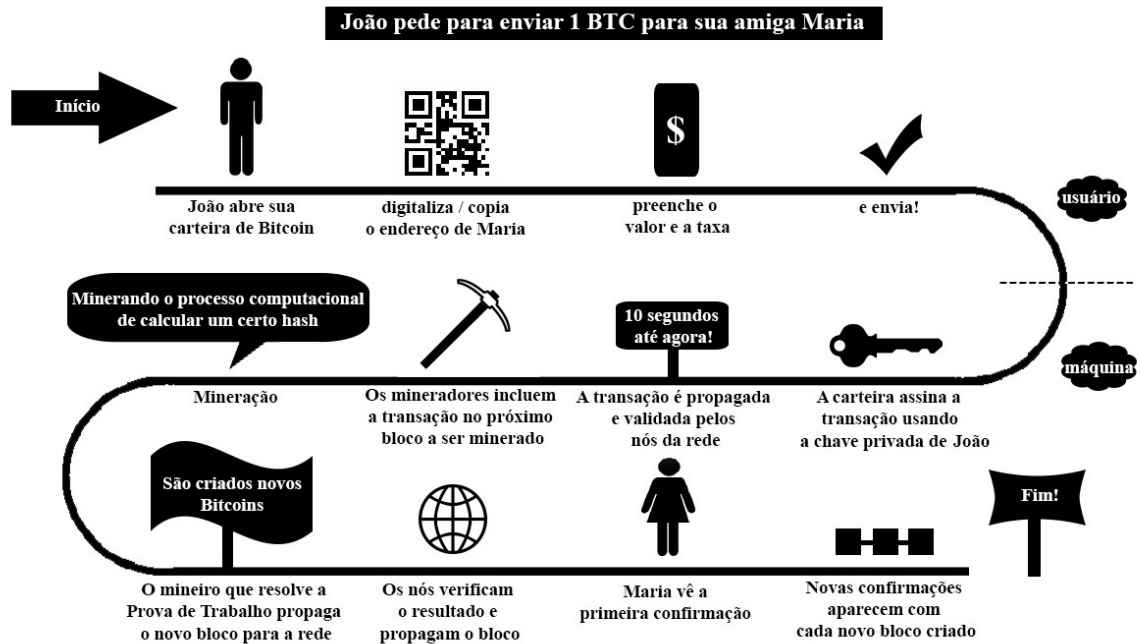 João pede para enviar 1 BTC para sua amiga Maria
Início
João abre sua
carteira de Bitcoin
digitaliza / copia
o endereço de Maria
$
preenche o
valor e a taxa
e envia!
usuário
máquina
A carteira assina a
transação usando
a chave privada de João
10 segundos
até agora!
A transação é propagada
e validada pelos
nós da rede
Os mineradores incluem
a transação no próximo
bloco a ser minerado
Minerando o processo computacional
de calcular um certo hash
Mineração
São criados novos
Bitcoins
O mineiro que resolve a
Prova de Trabalho propaga
o novo bloco para a rede
Os nós verificam
o resultado e
propagam o bloco
Maria vê a
primeira confirmação
Novas confirmações
aparecem com
cada novo bloco criado
Fim!